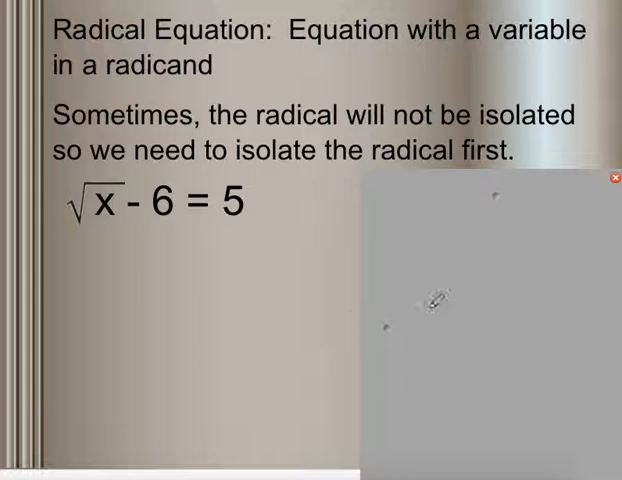 Radical Equation:  Equation with a variable
in a radicand
Sometimes, the radical will not be isolated
so we need to isolate the radical first.
√x - 6 = 5